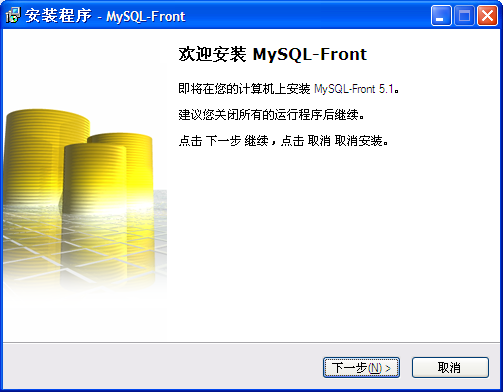 安装程序 - MySQL-Front
欢迎安装 MySQL-Front
即将在您的计算机上安装 MySQL-Front 5.1。
建议您关闭所有的运行程序后继续。
点击 下一步 继续，点击 取消 取消安装。
下一步(N) >
取消